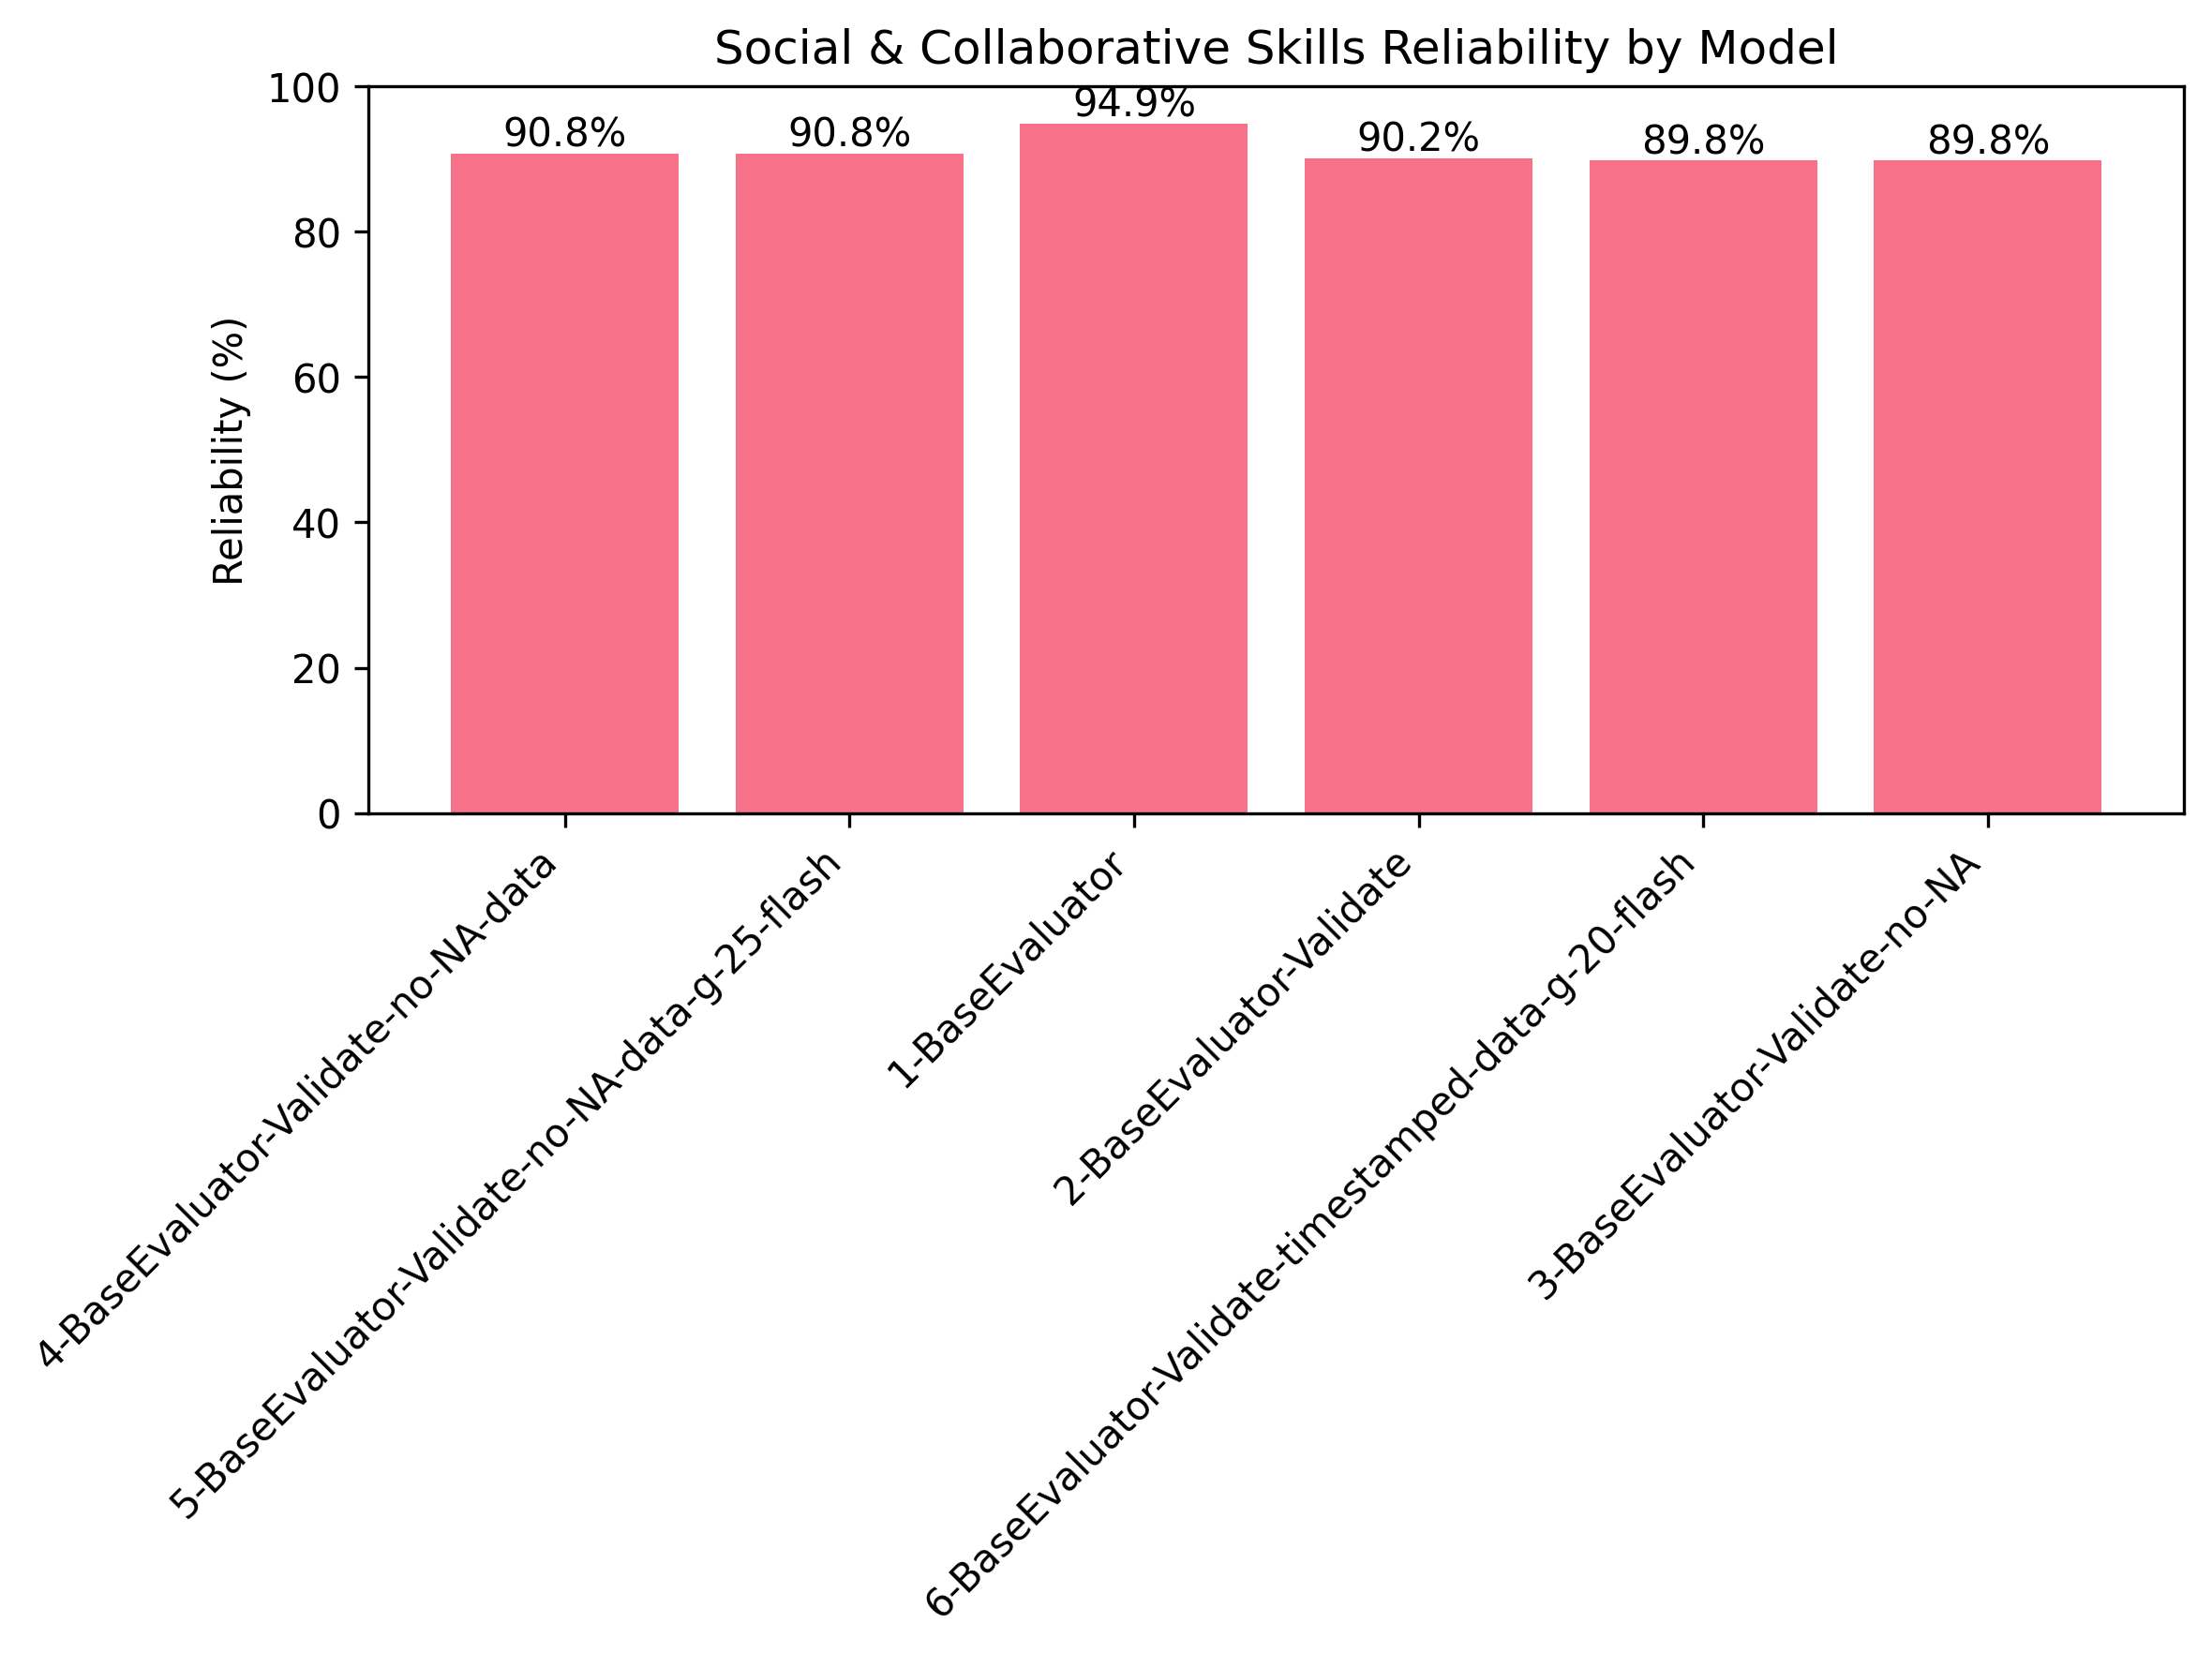 Social & Collaborative Skills Reliability by Model
Reliability (%)
100
80
60
40
20
0
90.8%
90.8%
94.9%
90.2%
89.8%
89.8%
4-BaseEvaluator-Validate-no-NA-data
5-BaseEvaluator-Validate-no-NA-data-g-25-flash
1-BaseEvaluator
2-BaseEvaluator-Validate
6-BaseEvaluator-Validate-timestamped-data-g-20-flash
3-BaseEvaluator-Validate-no-NA